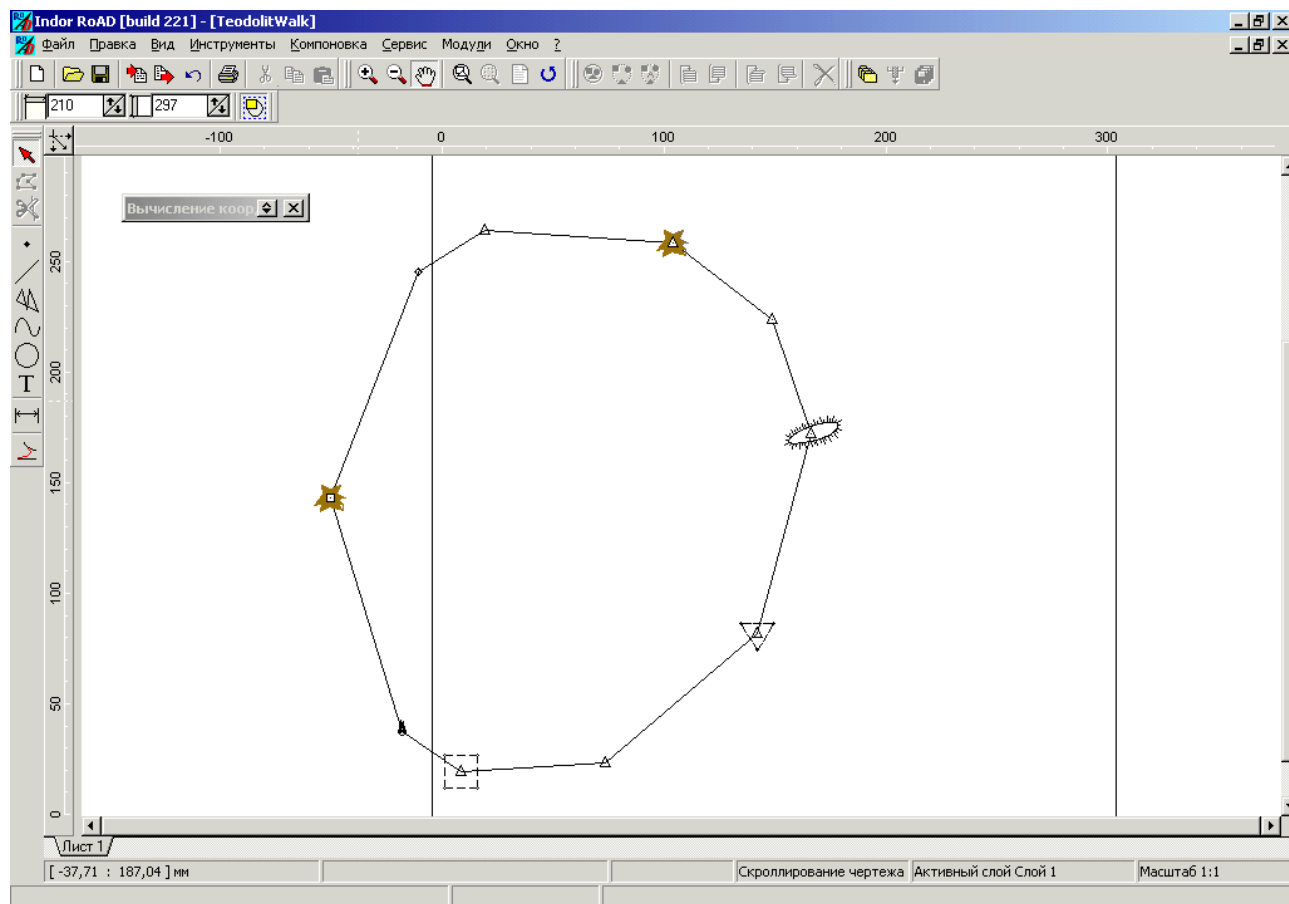 Indor RoAD [build 221] - [TeodolitWalk]
Файл Правка Вид Инструменты Компоновка Сервис Модули Окно ?
210 297
-100 0 100 200 300
Вычисление коор
250
200
150
100
50
0
Лист 1
[ -37,71 : 187,04 ] мм Скроллирование чертежа Активный слой Слой 1 Масштаб 1:1